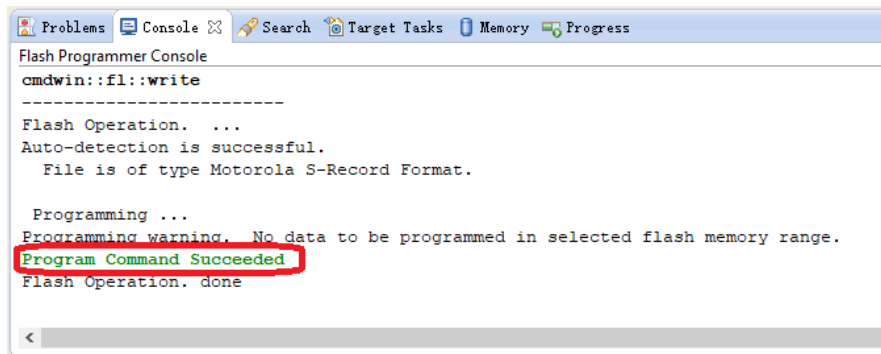 Problems Console Search Target Tasks Memory Progress
Flash Programmer Console
cmdwin::fl::write
-------------------------
Flash Operation.  ...
Auto-detection is successful.
File is of type Motorola S-Record Format.
Programming ...
Programming warning.  No data to be programmed in selected flash memory range.
Program Command Succeeded
Flash Operation. done